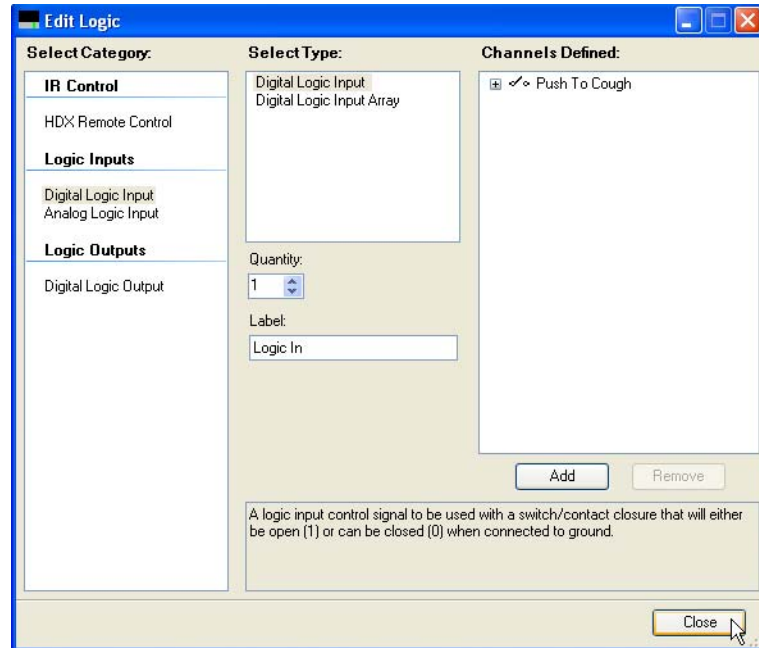 Edit Logic
Select Category:
IR Control
HDX Remote Control
Logic Inputs
Digital Logic Input
Analog Logic Input
Logic Outputs
Digital Logic Output
Select Type:
Digital Logic Input
Digital Logic Input Array
Quantity:
1
Label:
Logic In
Channels Defined:
Push To Cough
Add
Remove
A logic input control signal to be used with a switch/contact closure that will either
be open (1) or can be closed (0) when connected to ground.
Close